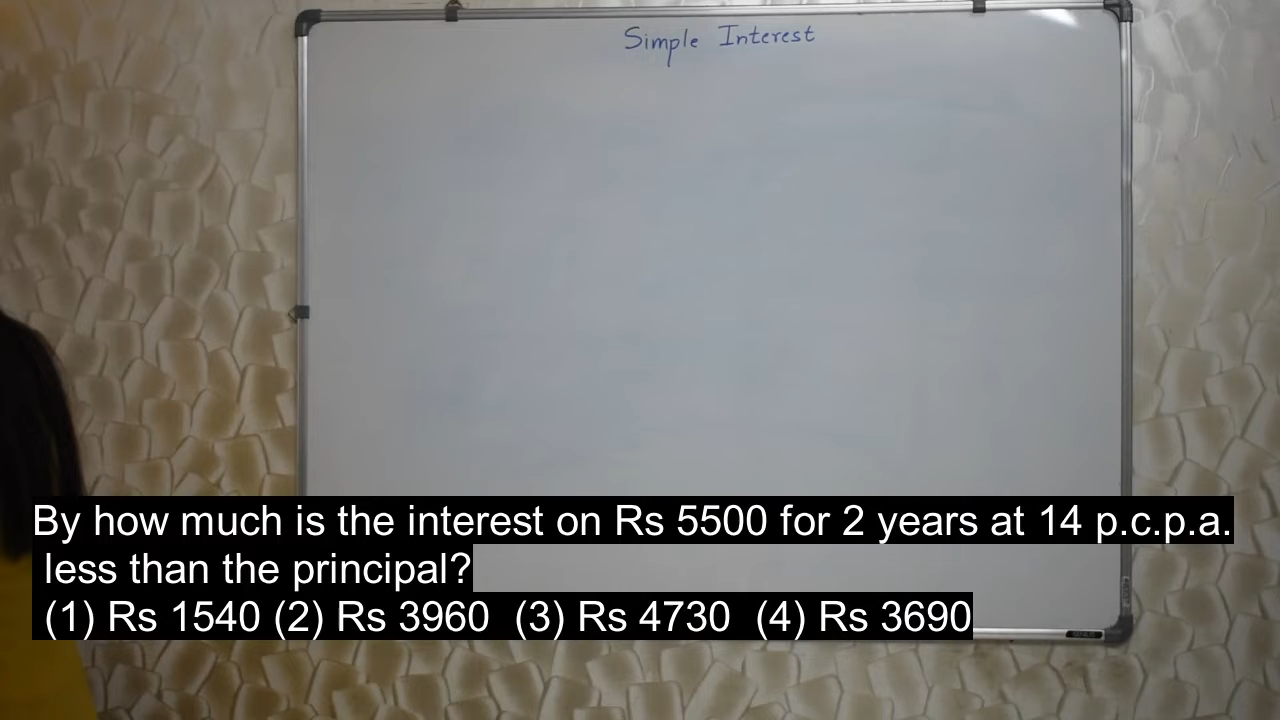 Simple Interest
By how much is the interest on Rs 5500 for 2 years at 14 p.c.p.a.
less than the principal?
(1) Rs 1540 (2) Rs 3960 (3) Rs 4730 (4) Rs 3690